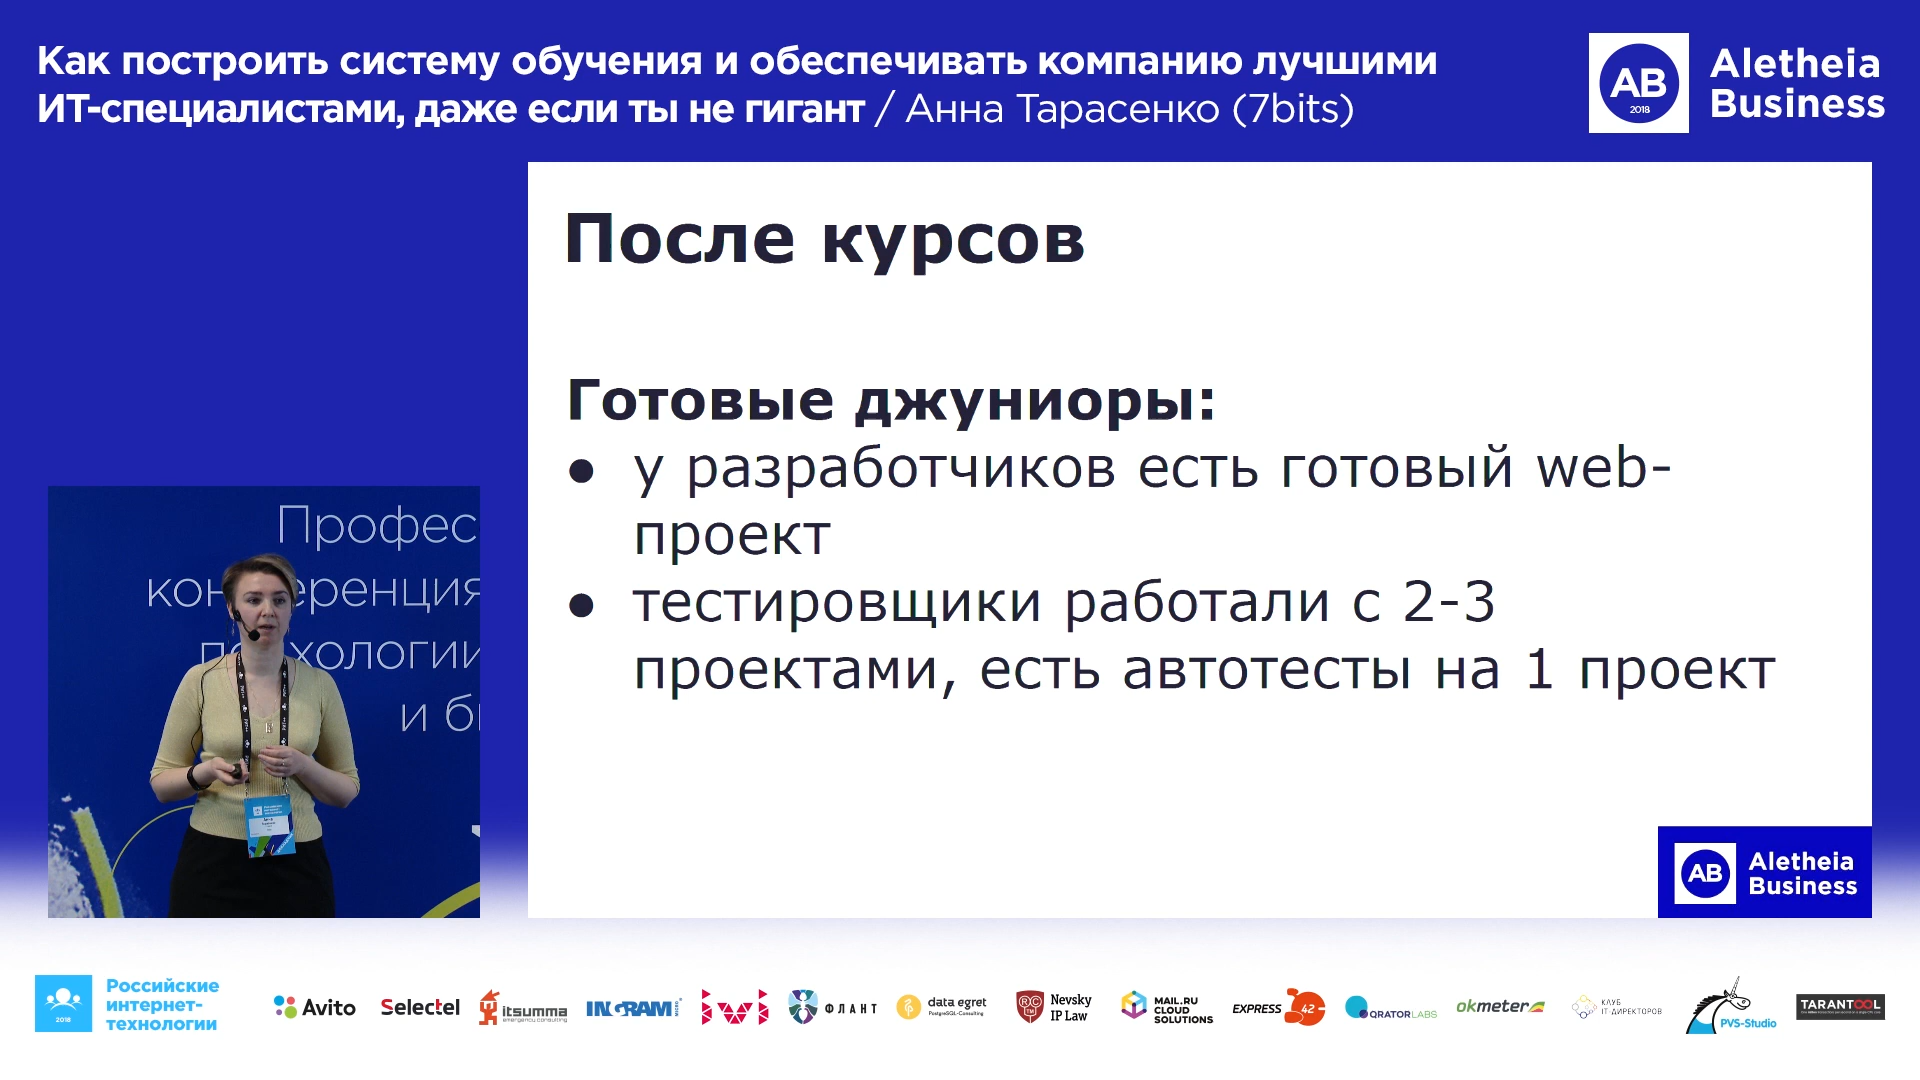 Как построить систему обучения и обеспечивать компанию лучшими
ИТ-специалистами, даже если ты не гигант / Анна Тарасенко (7bits)
AB
2018
Aletheia
Business
После курсов
Готовые джуниоры:
● у разработчиков есть готовый web-
проект
● тестировщики работали с 2-3
проектами, есть автотесты на 1 проект
Профес
кон еренция
п хологии
и б
AB
Aletheia
Business
2018
Российские
интернет-
технологии
Avito
Selectel
itsumma
emergency consulting
INGRAM MICRO
ivi
ФЛАНТ
data egret
PostgreSQL-Consulting
Nevsky
IP Law
MAIL.RU
CLOUD
SOLUTIONS
EXPRESS 42
QRATOR LABS
okmeter
КЛУБ
IT-ДИРЕКТОРОВ
PVS-Studio
TARANTOOL